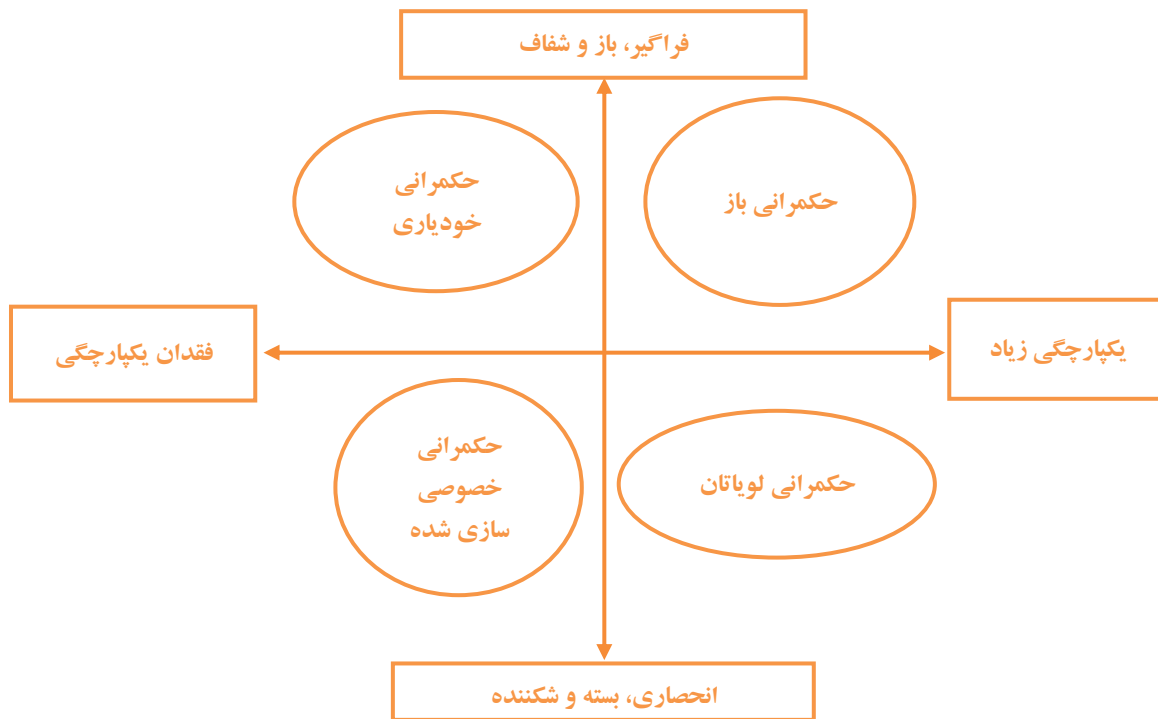 فراگیر، باز و شفاف
حکمرانی باز
حکمرانی
خودیاری
یکپارچگی زیاد
فقدان یکپارچگی
حکمرانی لویاتان
حکمرانی
خصوصی
سازی شده
انحصاری، بسته و شکننده